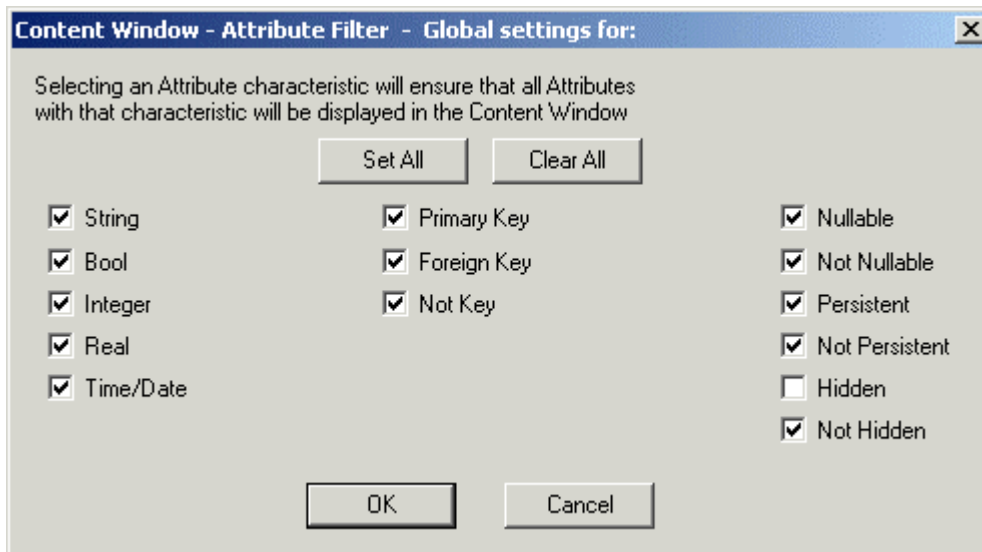 Content Window - Attribute Filter - Global settings for:
Selecting an Attribute characteristic will ensure that all Attributes
with that characteristic will be displayed in the Content Window
Set All Clear All
String Primary Key Nullable
Bool Foreign Key Not Nullable
Integer Not Key Persistent
Real Not Persistent
Time/Date Hidden
Not Hidden
OK Cancel